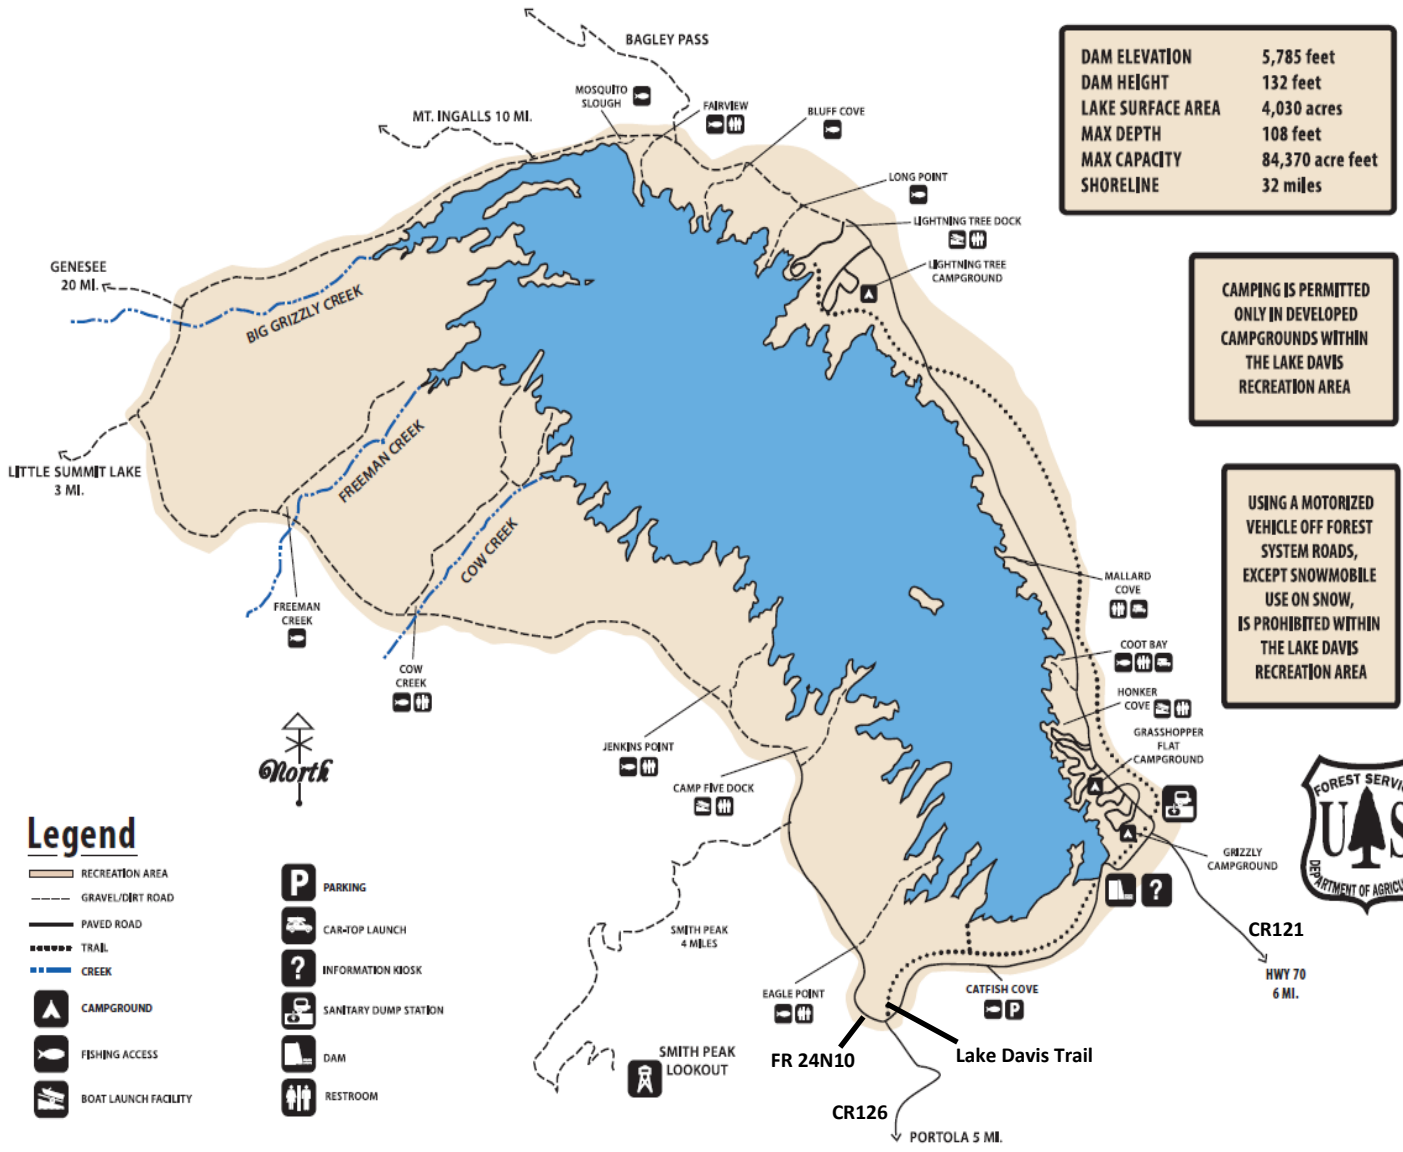 BAGLEY PASS
MOSQUITO
SLOUGH
FAIRVIEW
MT. INGALLS 10 MI.
BLUFF COVE
LONG POINT
LIGHTNING TREE DOCK
LIGHTNING TREE
CAMPGROUND
DAM ELEVATION 5,785 feet
DAM HEIGHT 132 feet
LAKE SURFACE AREA 4,030 acres
MAX DEPTH 108 feet
MAX CAPACITY 84,370 acre feet
SHORELINE 32 miles
CAMPING IS PERMITTED
ONLY IN DEVELOPED
CAMPGROUNDS WITHIN
THE LAKE DAVIS
RECREATION AREA
USING A MOTORIZED
VEHICLE OFF FOREST
SYSTEM ROADS,
EXCEPT SNOWMOBILE
USE ON SNOW,
IS PROHIBITED WITHIN
THE LAKE DAVIS
RECREATION AREA
GENESEE
20 MI.
BIG GRIZZLY CREEK
LITTLE SUMMIT LAKE
3 MI.
FREEMAN CREEK
COW CREEK
FREEMAN
CREEK
COW
CREEK
MALLARD
COVE
COOT BAY
HONKER
COVE
GRASSHOPPER
FLAT
CAMPGROUND
GRIZZLY
CAMPGROUND
JENKINS POINT
CAMP FIVE DOCK
SMITH PEAK
4 MILES
EAGLE POINT
CATFISH COVE
P
?
CR121
HWY 70
6 MI.
FR 24N10
Lake Davis Trail
SMITH PEAK
LOOKOUT
CR126
PORTOLA 5 MI.
North
Legend
RECREATION AREA
GRAVEL/DIRT ROAD
PAVED ROAD
TRAIL
CREEK
CAMPGROUND
FISHING ACCESS
BOAT LAUNCH FACILITY
P PARKING
CAR-TOP LAUNCH
? INFORMATION KIOSK
SANITARY DUMP STATION
DAM
RESTROOM
FOREST SERVIC
U S
DEPARTMENT OF AGRICU